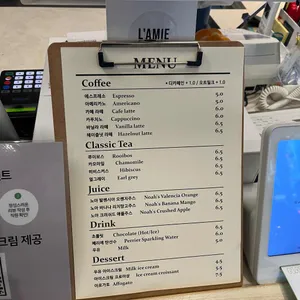 L'AMIE
MENU
Coffee
• 디카페인 + 1.0 / 오트밀크 + 1.0
에스프레소 Espresso 5.0
아메리카노 Americano 5.0
카페 라떼 Cafe latte 6.0
카푸치노 Cappuccino 6.0
바닐라 라떼 Vanilla latte 6.5
헤이즐넛 라떼 Hazelnut latte 6.5
Classic Tea
루이보스 Rooibos 6.5
카모마일 Chamomile 6.5
하이비스커스 Hibiscus 6.5
얼그레이 Earl grey 6.5
Juice
노아 발렌시아 오렌지주스 Noah's Valencia Orange 6.5
노아 바나나 리치망고주스 Noah's Banana Mango 6.5
노아 크러쉬드 애플주스 Noah's Crushed Apple 6.5
Drink
초콜릿 Chocolate (Hot/Ice) 6.0
페리에 탄산수 Perrier Sparkling Water 5.0
우유 Milk
Dessert
우유 아이스크림 Milk ice cream 4.5
아이스크림 크로와상 Ice cream croissant 7.5
아포가토 Affogato
크림 제공